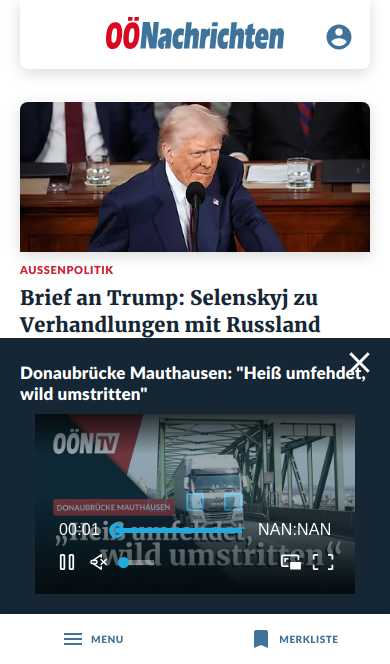 OÖNachrichten
AUSSENPOLITIK
Brief an Trump: Selenskyj zu
Verhandlungen mit Russland
Donaubrücke Mauthausen: "Heiß umfehdet,
wild umstritten"
OÖN TV
DONAUBRÜCKE MAUTHAUSEN
00:01
NAN:NAN
„Heiß umfehdet,
wild umstritten“
MENU
MERKLISTE